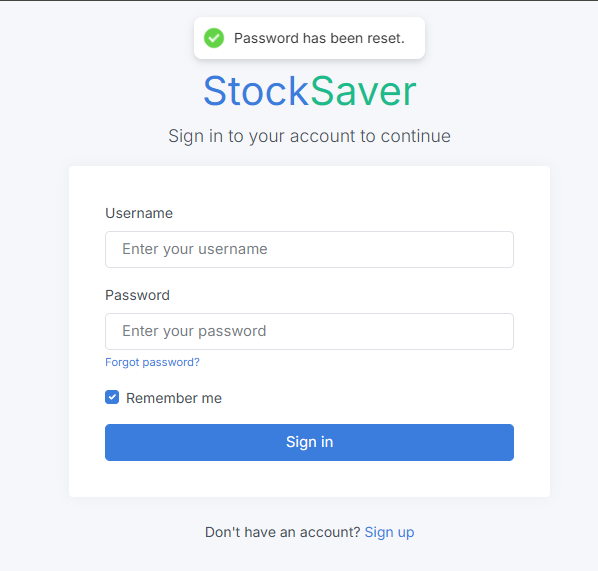 Password has been reset.
StockSaver
Sign in to your account to continue
Username
Enter your username
Password
Enter your password
Forgot password?
Remember me
Sign in
Don't have an account? Sign up